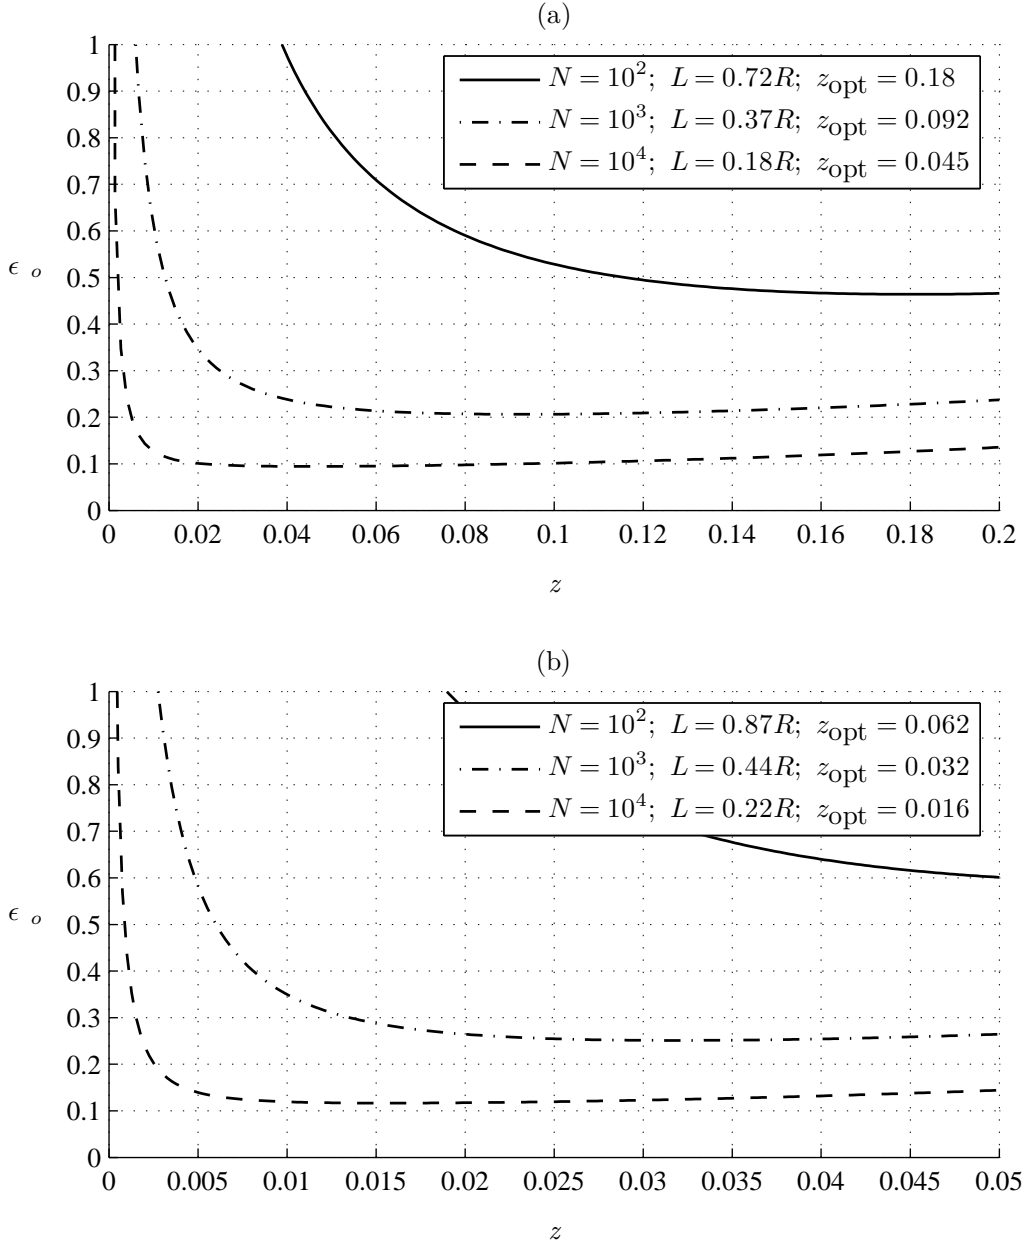 (a)
1
0.9
0.8
0.7
0.6
0.5
0.4
0.3
0.2
0.1
0
ϵ o
N = 10²; L = 0.72R; z_opt = 0.18
N = 10³; L = 0.37R; z_opt = 0.092
N = 10⁴; L = 0.18R; z_opt = 0.045
0 0.02 0.04 0.06 0.08 0.1 0.12 0.14 0.16 0.18 0.2
z
(b)
1
0.9
0.8
0.7
0.6
0.5
0.4
0.3
0.2
0.1
0
ϵ o
N = 10²; L = 0.87R; z_opt = 0.062
N = 10³; L = 0.44R; z_opt = 0.032
N = 10⁴; L = 0.22R; z_opt = 0.016
0 0.005 0.01 0.015 0.02 0.025 0.03 0.035 0.04 0.045 0.05
z